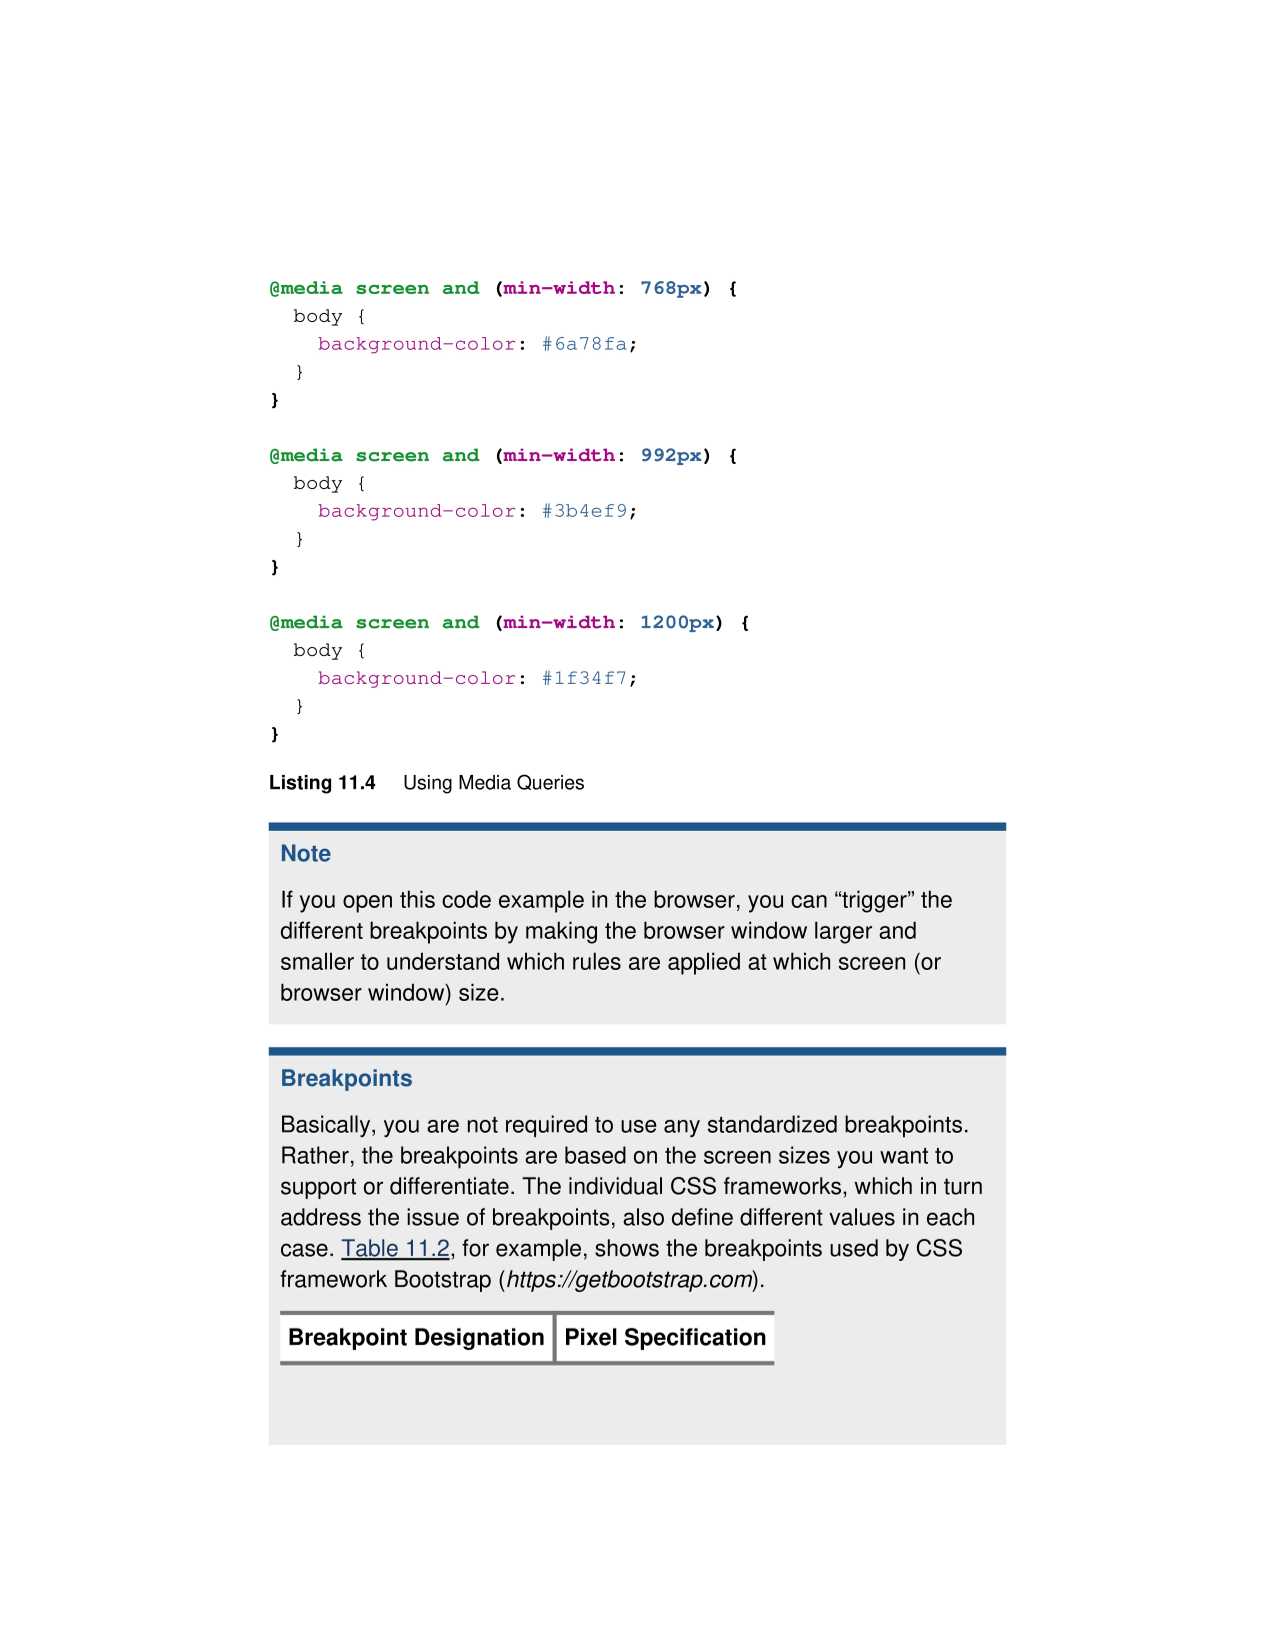 @media screen and (min-width: 768px) {
  body {
    background-color: #6a78fa;
  }
}
@media screen and (min-width: 992px) {
  body {
    background-color: #3b4ef9;
  }
}
@media screen and (min-width: 1200px) {
  body {
    background-color: #1f34f7;
  }
}
Listing 11.4 Using Media Queries
Note
If you open this code example in the browser, you can “trigger” the
different breakpoints by making the browser window larger and
smaller to understand which rules are applied at which screen (or
browser window) size.
Breakpoints
Basically, you are not required to use any standardized breakpoints.
Rather, the breakpoints are based on the screen sizes you want to
support or differentiate. The individual CSS frameworks, which in turn
address the issue of breakpoints, also define different values in each
case. Table 11.2, for example, shows the breakpoints used by CSS
framework Bootstrap (https://getbootstrap.com).
Breakpoint Designation Pixel Specification